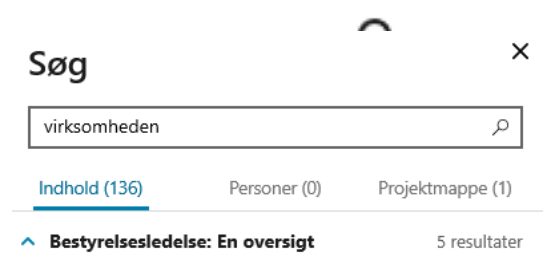 Søg
virksomheden
Indhold (136) Personer (0) Projektmappe (1)
Bestyrelsesledelse: En oversigt 5 resultater